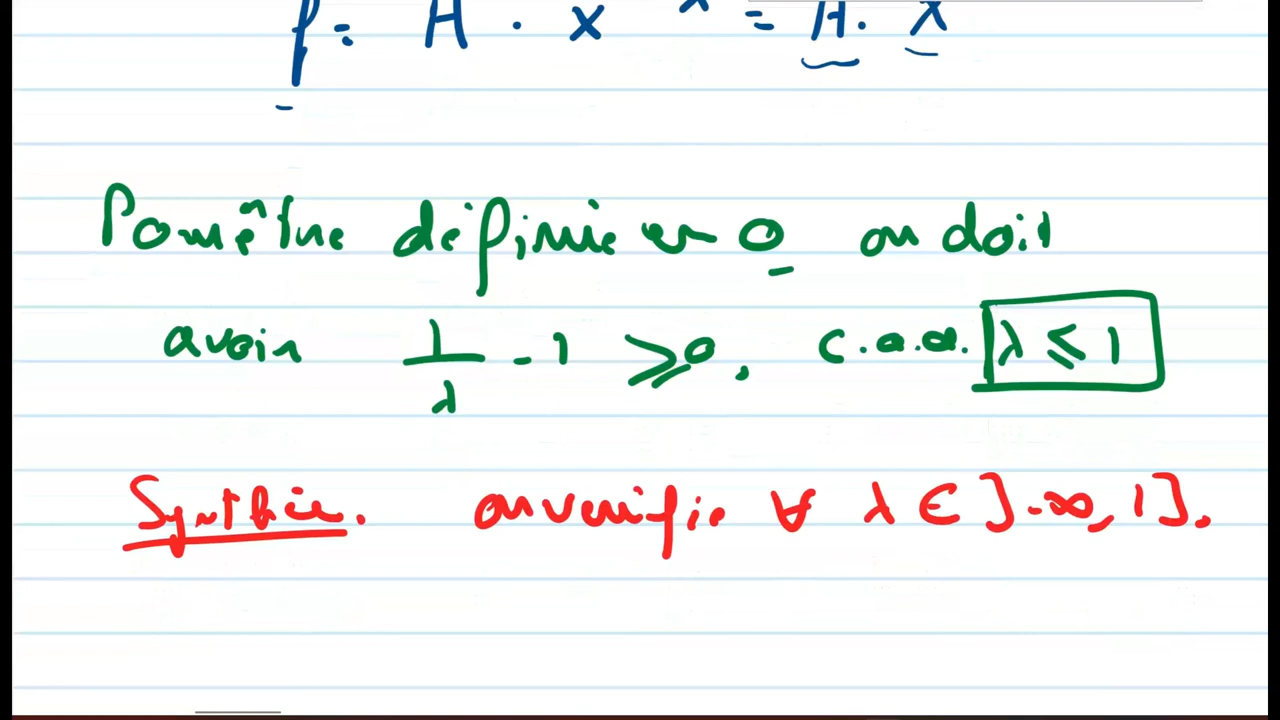 f = A . x = A . x
Pour être définie en 0 on doit
avoir 1/λ - 1 ⩾ 0, c.a.d. λ ⩽ 1
Synthèse. on vérifie ∀ λ ∈ ]-∞, 1].